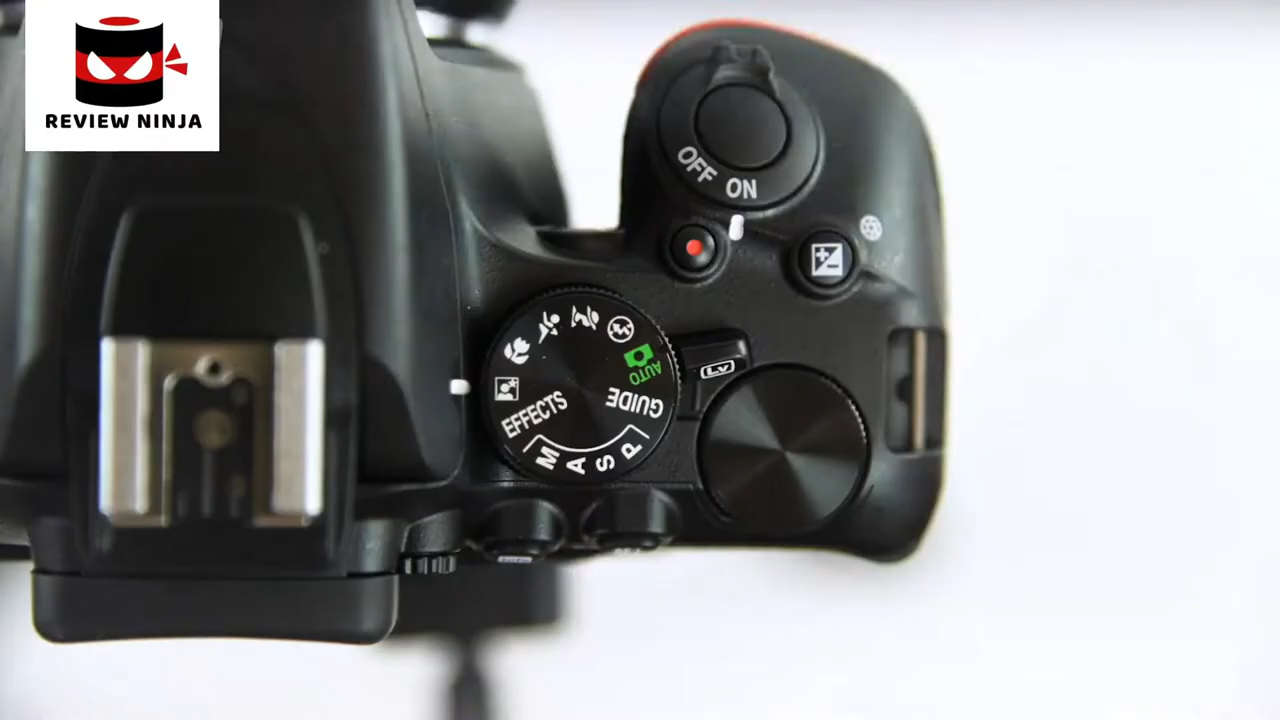 REVIEW NINJA
OFF ON
Lv
AUTO
GUIDE
EFFECTS
M A S P